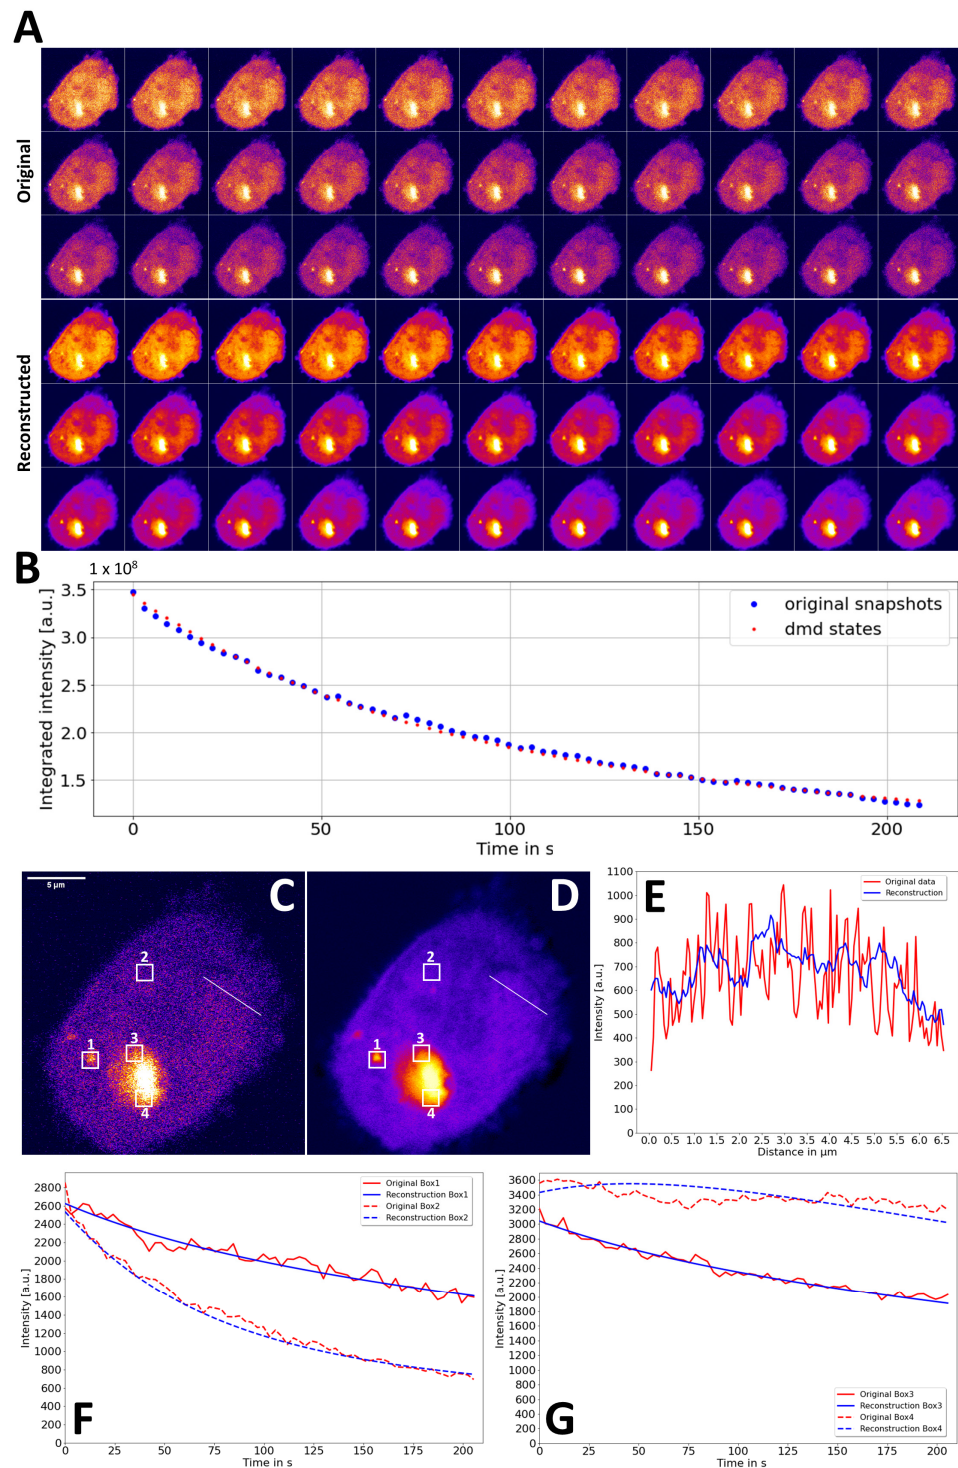 A
Original
Reconstructed
B
1 x 10⁸
3.5
3.0
2.5
2.0
1.5
Integrated intensity [a.u.]
original snapshots
dmd states
0 50 100 150 200
Time in s
5 µm
C
2
1
3
4
D
2
1
3
4
E
1100
1000
900
800
700
600
500
400
300
200
100
0
Intensity [a.u.]
Original data
Reconstruction
0.0 0.5 1.0 1.5 2.0 2.5 3.0 3.5 4.0 4.5 5.0 5.5 6.0 6.5
Distance in µm
2800
2600
2400
2200
2000
1800
1600
1400
1200
1000
800
600
400
200
0
Intensity [a.u.]
Original Box1
Reconstruction Box1
Original Box2
Reconstruction Box2
F
0 25 50 75 100 125 150 175 200
Time in s
3600
3400
3200
3000
2800
2600
2400
2200
2000
1800
1600
1400
1200
1000
800
600
400
200
0
Intensity [a.u.]
G
Original Box3
Reconstruction Box3
Original Box4
Reconstruction Box4
0 25 50 75 100 125 150 175 200
Time in s